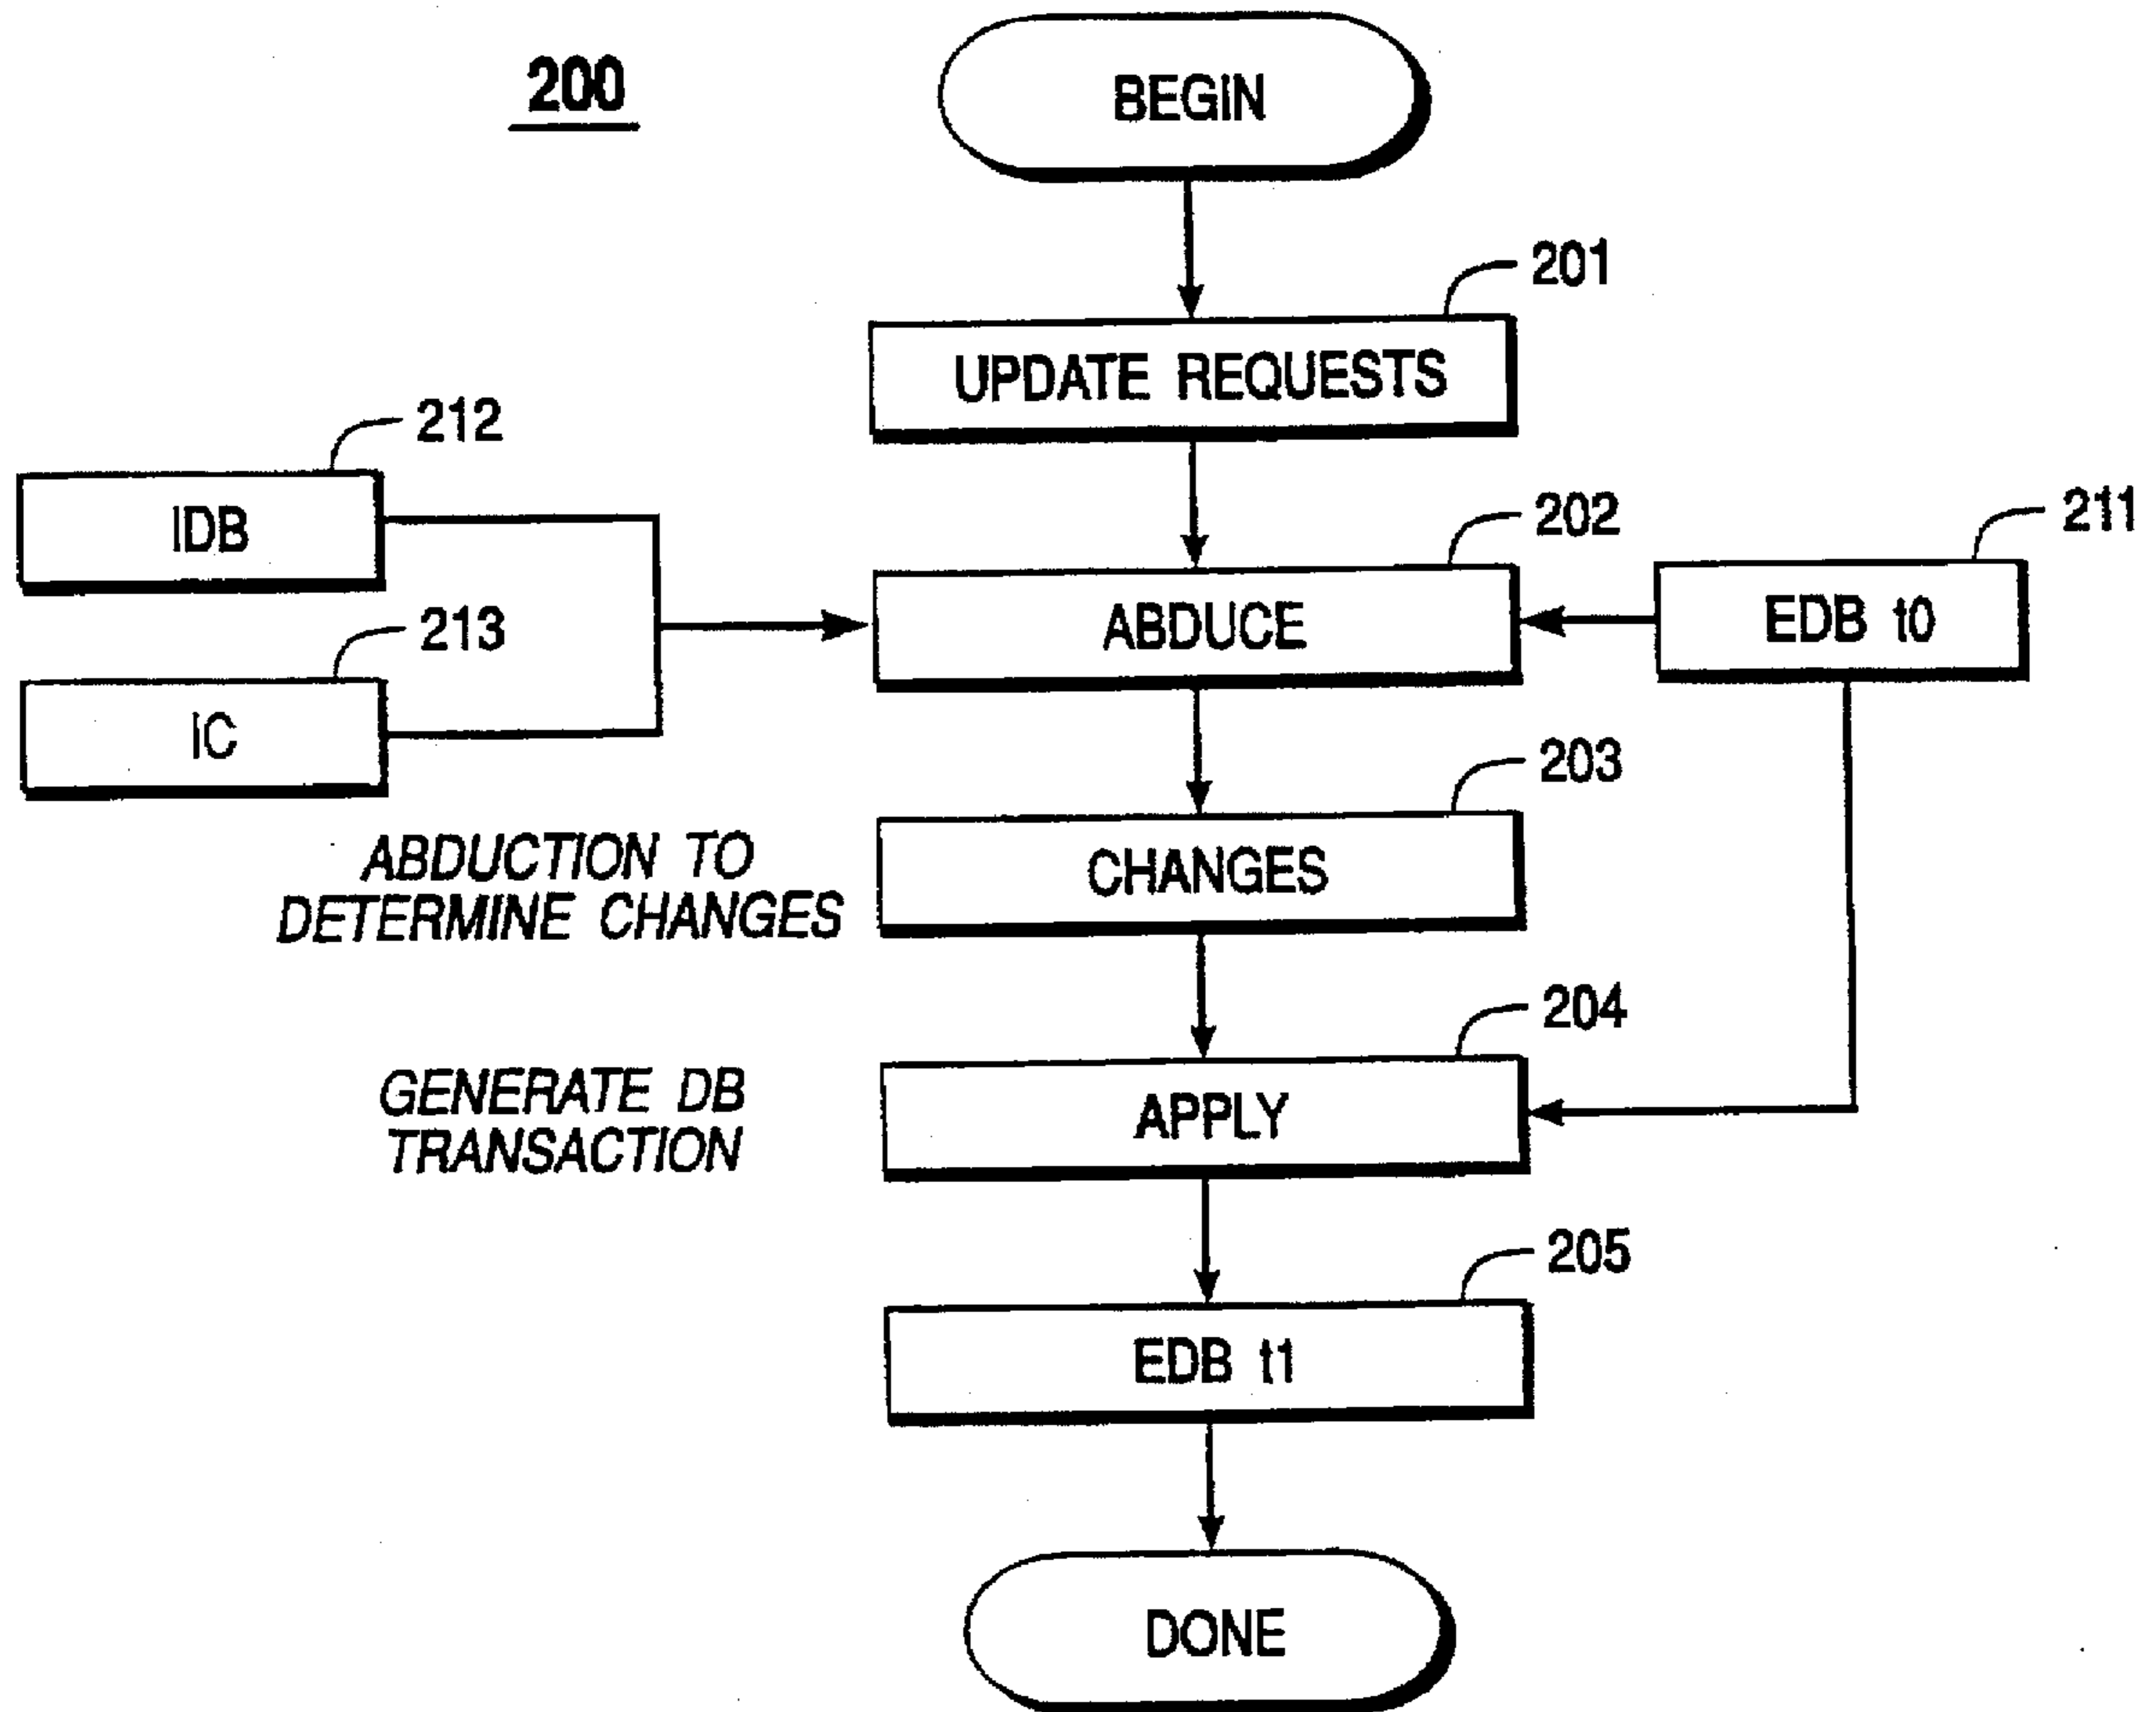 200
BEGIN
201
UPDATE REQUESTS
212
IDB
202
211
ABDUCE
EDB t0
213
IC
203
CHANGES
ABDUCTION TO
DETERMINE CHANGES
204
APPLY
GENERATE DB
TRANSACTION
205
EDB t1
DONE